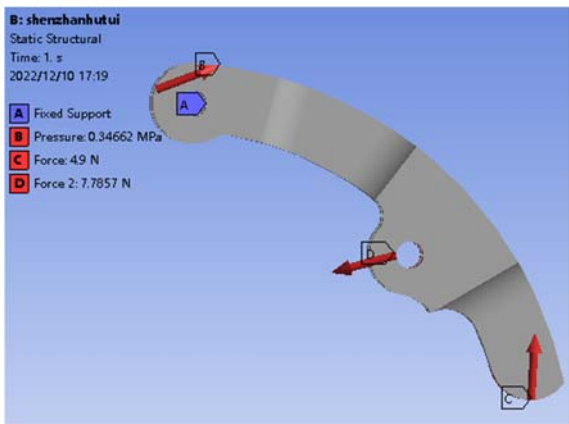 B: shenzhanhutui
Static Structural
Time: 1. s
2022/12/10 17:19
A Fixed Support
B Pressure: 0.34662 MPa
C Force: 4.9 N
D Force 2: 7.7857 N
B
A
D
C